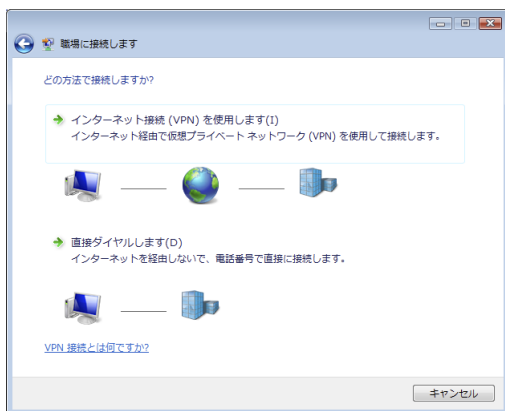 職場に接続します
どの方法で接続しますか?
インターネット接続 (VPN) を使用します(I)
インターネット経由で仮想プライベート ネットワーク (VPN) を使用して接続します。
直接ダイヤルします(D)
インターネットを経由しないで、電話番号で直接に接続します。
VPN 接続とは何ですか?
キャンセル